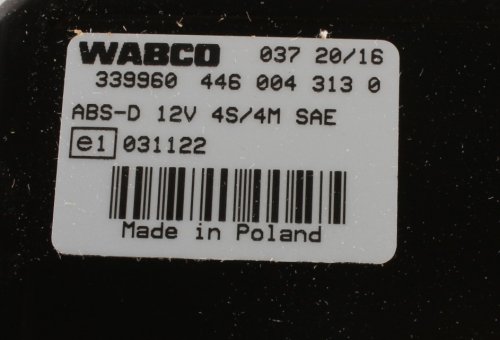 WABCO 037 20/16
339960 446 004 313 0
ABS-D 12V 4S/4M SAE
e1 031122
Made in Poland